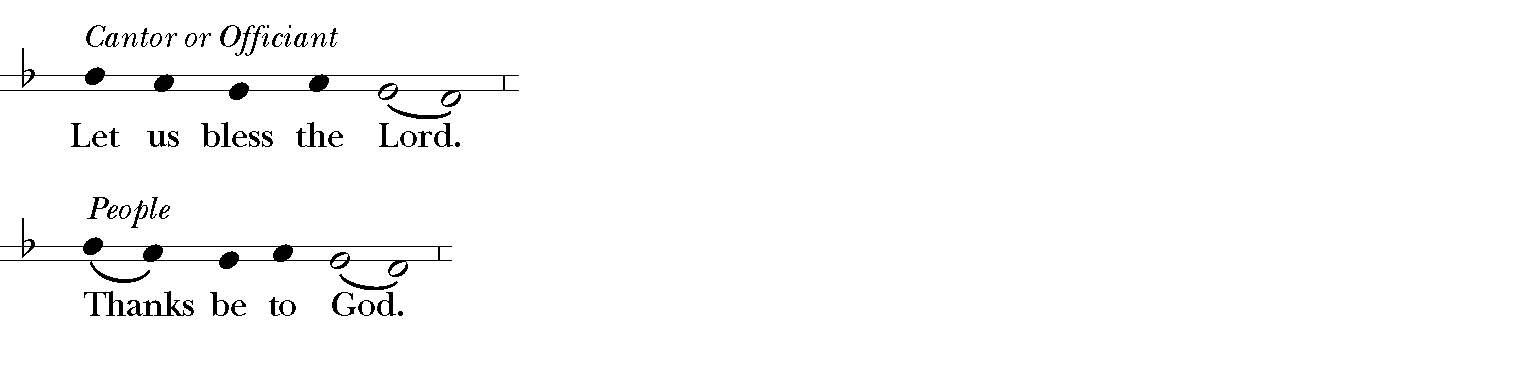 Cantor or Officiant
Let us bless the Lord.
People
Thanks be to God.